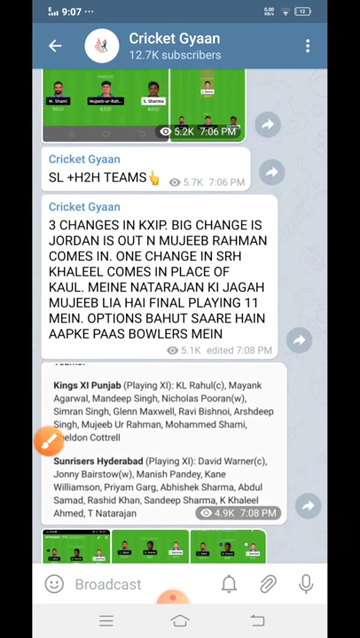 9:07 ...
0.00
KB/s
12
Cricket Gyaan
12.7K subscribers
M. Shami
Mujeeb-ur-Rah...
S. Sharma
5.2K 7:06 PM
Cricket Gyaan
SL +H2H TEAMS👆
5.7K 7:06 PM
Cricket Gyaan
3 CHANGES IN KXIP. BIG CHANGE IS
JORDAN IS OUT N MUJEEB RAHMAN
COMES IN. ONE CHANGE IN SRH
KHALEEL COMES IN PLACE OF
KAUL. MEINE NATARAJAN KI JAGAH
MUJEEB LIA HAI FINAL PLAYING 11
MEIN. OPTIONS BAHUT SAARE HAIN
AAPKE PAAS BOWLERS MEIN
5.1K edited 7:08 PM
Kings XI Punjab (Playing XI): KL Rahul(c), Mayank
Agarwal, Mandeep Singh, Nicholas Pooran(w),
Simran Singh, Glenn Maxwell, Ravi Bishnoi, Arshdeep
Singh, Mujeeb Ur Rahman, Mohammed Shami,
heldon Cottrell
Sunrisers Hyderabad (Playing XI): David Warner(c),
Jonny Bairstow(w), Manish Pandey, Kane
Williamson, Priyam Garg, Abhishek Sharma, Abdul
Samad, Rashid Khan, Sandeep Sharma, K Khaleel
Ahmed, T Natarajan
4.9K 7:08 PM
Broadcast